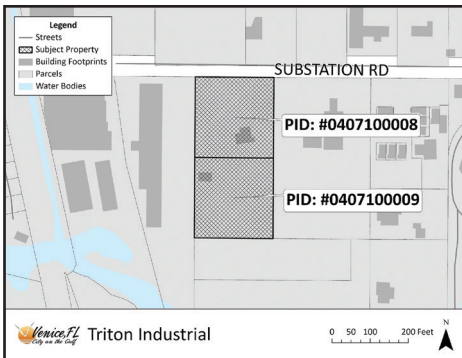 Legend
Streets
Subject Property
Building Footprints
Parcels
Water Bodies
SUBSTATION RD
PID: #0407100008
PID: #0407100009
Venice, FL
City on the Gulf
Triton Industrial
0 50 100 200 Feet
N